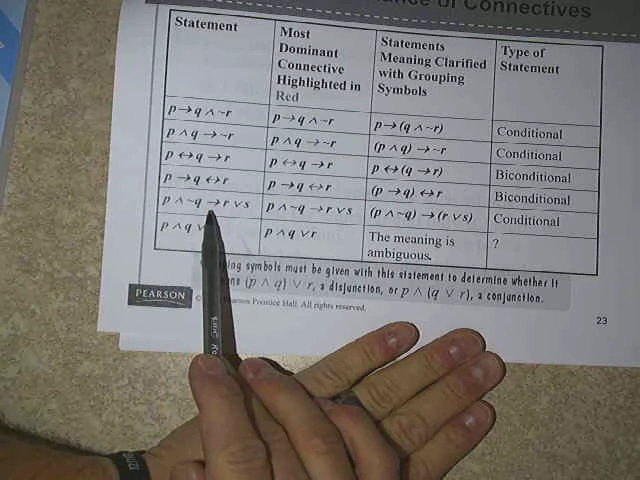 of Connectives
Statement
Most
Dominant
Connective
Highlighted in
Red
Statements
Meaning Clarified
with Grouping
Symbols
Type of
Statement
p→q∧~r p→q∧~r p→(q∧~r) Conditional
p∧q→~r p∧q→~r (p∧q)→~r Conditional
p↔q→r p↔q→r p↔(q→r) Biconditional
p→q↔r p→q↔r (p→q)↔r Biconditional
p∧~q→r∨s p∧~q→r∨s (p∧~q)→(r∨s) Conditional
p∧q∨ p∧q∨r The meaning is
ambiguous. ?
symbols must be given with this statement to determine whether it
(p ∧ q) ∨ r, a disjunction, or p ∧ (q ∨ r), a conjunction.
PEARSON
Prentice Hall. All rights reserved.
23